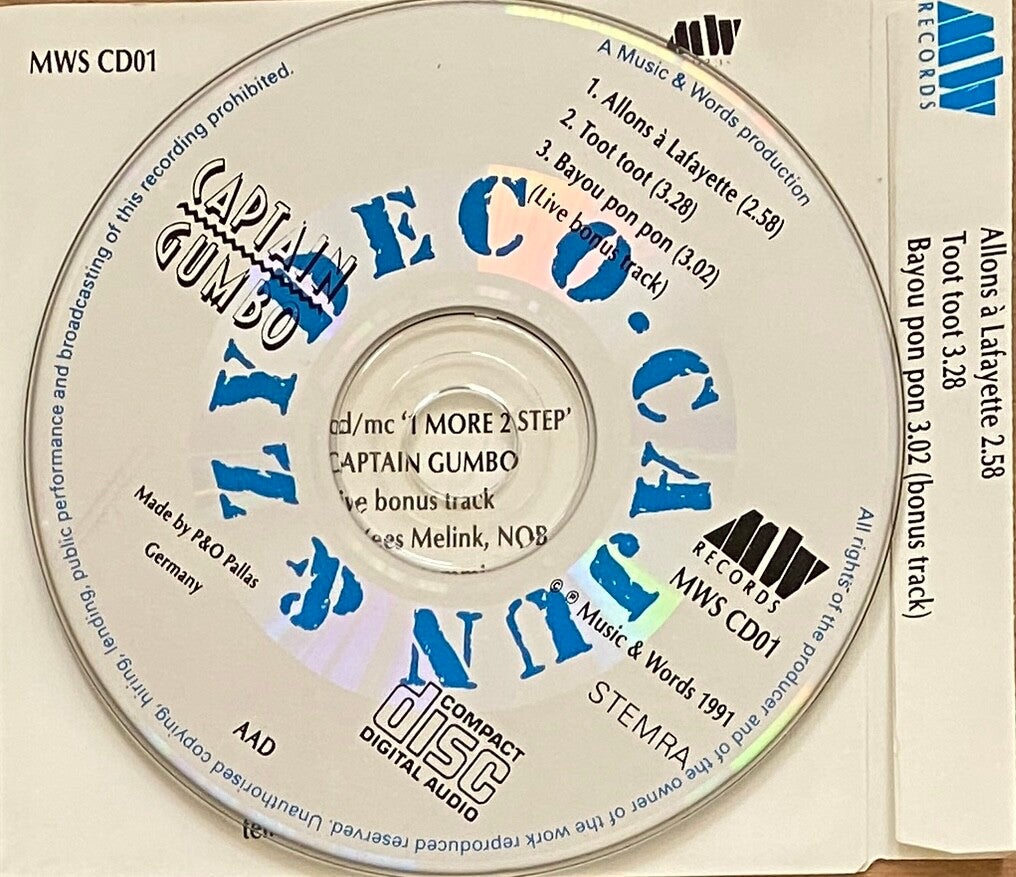 MWS CD01
MW
A Music & Words production
1. Allons à Lafayette (2.58)
2. Toot toot (3.28)
3. Bayou pon pon (3.02)
(Live bonus track)
CAPTAIN
GUMBO
ZYDECO.CAJUN &
cd/mc '1 MORE 2 STEP'
CAPTAIN GUMBO
live bonus track
Melink, NOB
Made by P&O Pallas
Germany
AAD
COMPACT
disc
DIGITAL AUDIO
MW
RECORDS
MWS CD01
© ℗ Music & Words 1991
STEMRA
All rights of the producer and of the owner of the work reproduced reserved. Unauthorised copying, hiring, lending, public performance and broadcasting of this recording prohibited.
MW
RECORDS
Allons à Lafayette 2.58
Toot toot 3.28
Bayou pon pon 3.02 (bonus track)